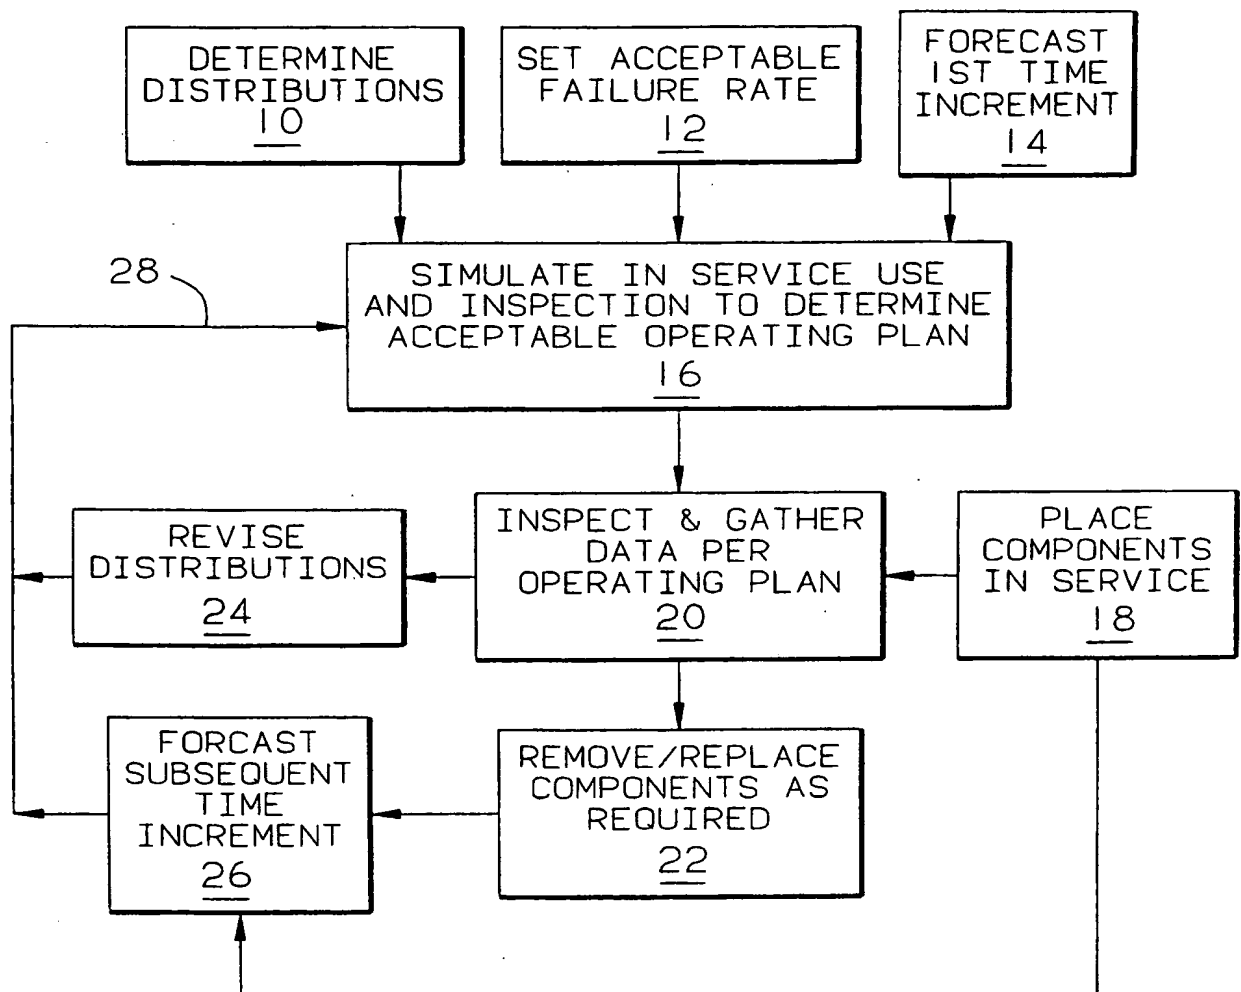 DETERMINE
DISTRIBUTIONS
10
SET ACCEPTABLE
FAILURE RATE
12
FORECAST
1ST TIME
INCREMENT
14
28
SIMULATE IN SERVICE USE
AND INSPECTION TO DETERMINE
ACCEPTABLE OPERATING PLAN
16
REVISE
DISTRIBUTIONS
24
INSPECT & GATHER
DATA PER
OPERATING PLAN
20
PLACE
COMPONENTS
IN SERVICE
18
FORCAST
SUBSEQUENT
TIME
INCREMENT
26
REMOVE/REPLACE
COMPONENTS AS
REQUIRED
22